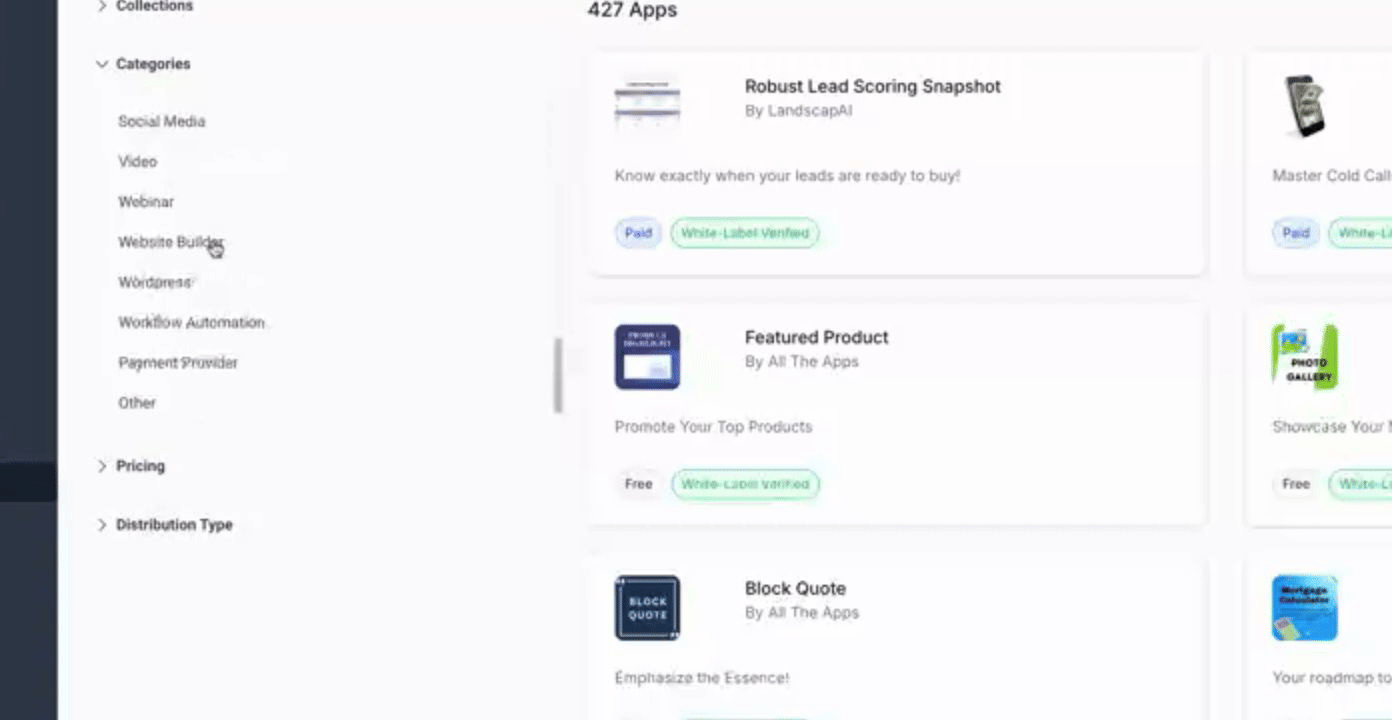 Collections
Categories
Social Media
Video
Webinar
Website Builder
Wordpress
Workflow Automation
Payment Provider
Other
Pricing
Distribution Type
427 Apps
Robust Lead Scoring Snapshot
By LandscapAI
Know exactly when your leads are ready to buy!
Paid
White-Label Verified
Master Cold Call
Paid
White-La
Featured Product
By All The Apps
Promote Your Top Products
Free
White-Label Verified
PHOTO
GALLERY
Showcase Your
Free
White-La
BLOCK
QUOTE
Block Quote
By All The Apps
Emphasize the Essence!
Mortgage
Calculator
Your roadmap to